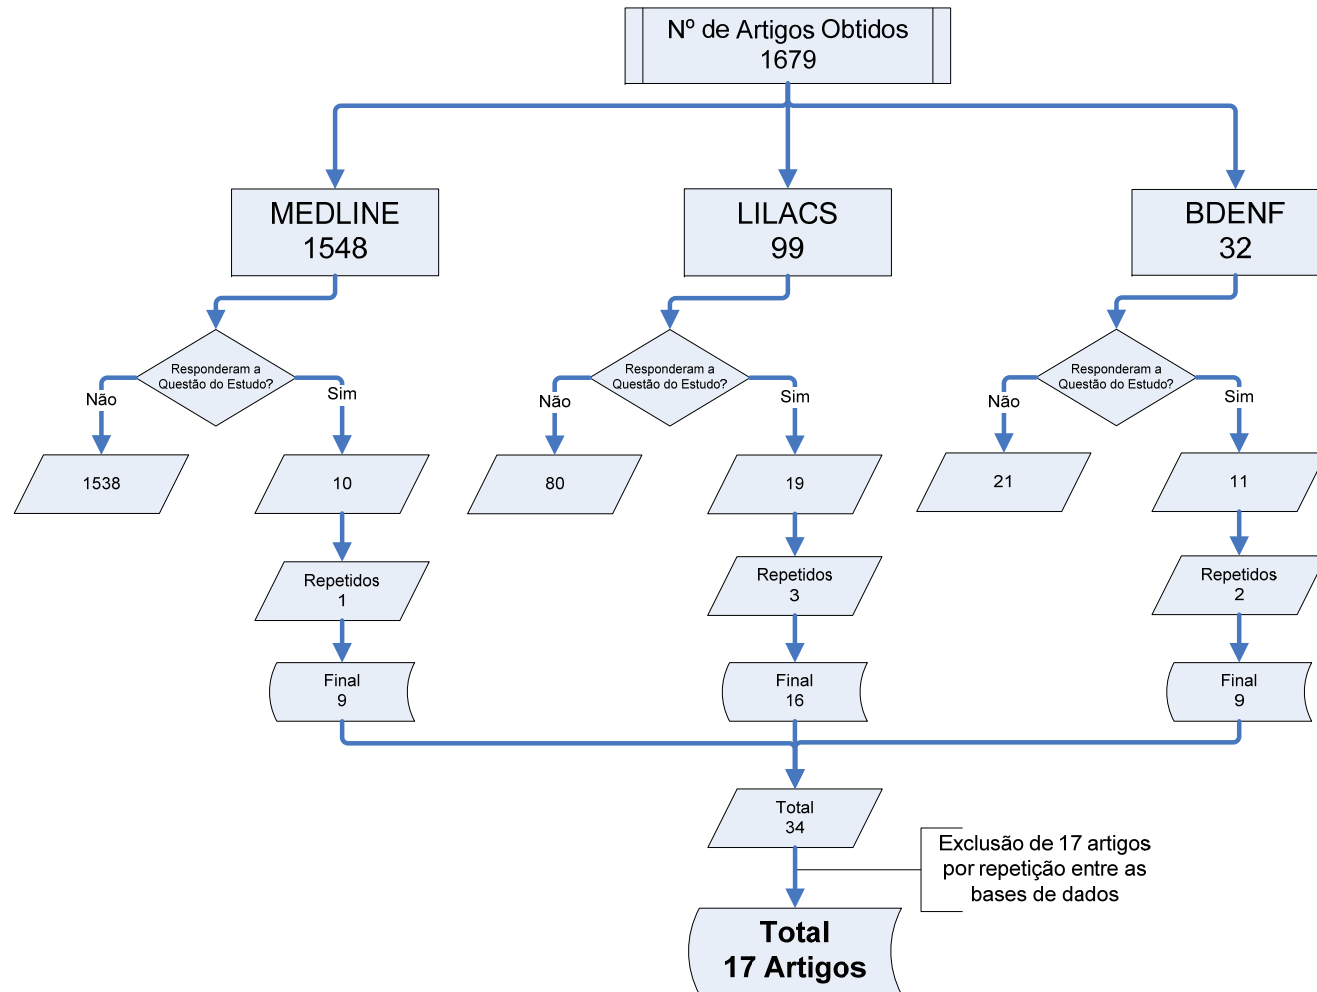 Nº de Artigos Obtidos
1679
MEDLINE
1548
LILACS
99
BDENF
32
Responderam a
Questão do Estudo?
Não
Sim
Responderam a
Questão do Estudo?
Não
Sim
Responderam a
Questão do Estudo?
Não
Sim
1538
10
80
19
21
11
Repetidos
1
Repetidos
3
Repetidos
2
Final
9
Final
16
Final
9
Total
34
Exclusão de 17 artigos
por repetição entre as
bases de dados
Total
17 Artigos